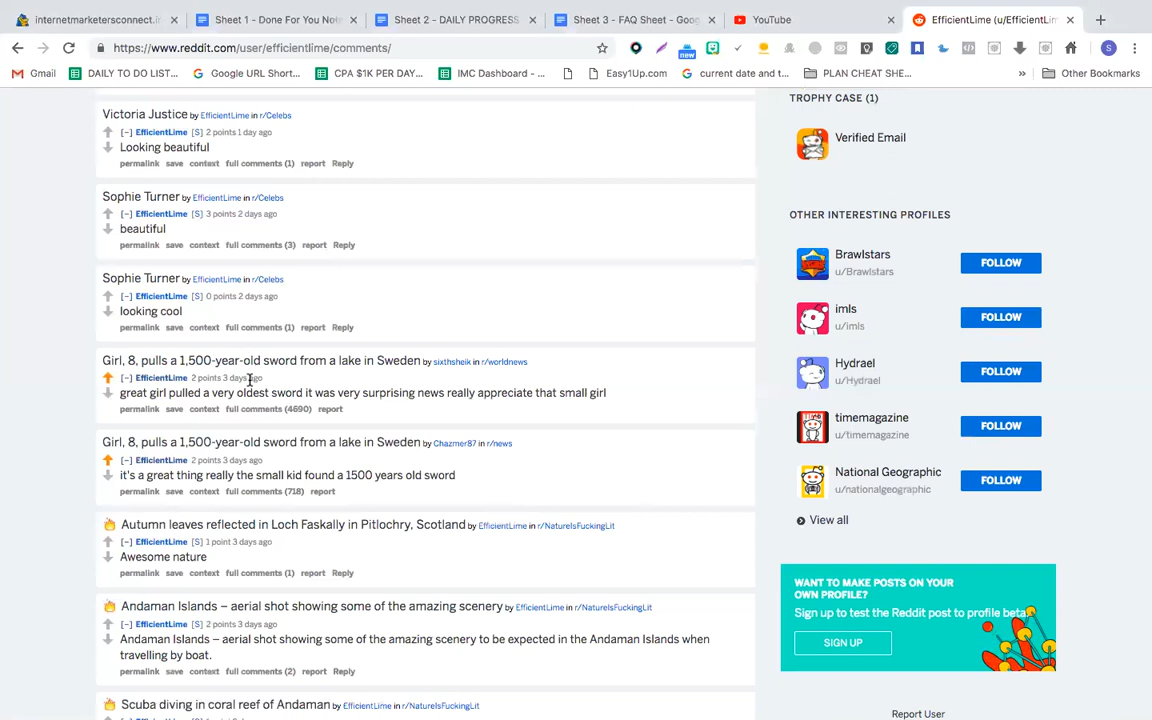 internetmarketersconnect.in
Sheet 1 - Done For You Note
Sheet 2 - DAILY PROGRESS
Sheet 3 - FAQ Sheet - Goog
YouTube
EfficientLime (u/EfficientLim
https://www.reddit.com/user/efficientlime/comments/
new
S
Gmail
DAILY TO DO LIST...
Google URL Short...
CPA $1K PER DAY...
IMC Dashboard - ...
Easy1Up.com
current date and t...
PLAN CHEAT SHE...
»
Other Bookmarks
Victoria Justice by EfficientLime in r/Celebs
[–] EfficientLime [S] 2 points 1 day ago
Looking beautiful
permalink save context full comments (1) report Reply
Sophie Turner by EfficientLime in r/Celebs
[–] EfficientLime [S] 3 points 2 days ago
beautiful
permalink save context full comments (3) report Reply
Sophie Turner by EfficientLime in r/Celebs
[–] EfficientLime [S] 0 points 2 days ago
looking cool
permalink save context full comments (1) report Reply
Girl, 8, pulls a 1,500-year-old sword from a lake in Sweden by sixthsheik in r/worldnews
[–] EfficientLime 2 points 3 days ago
great girl pulled a very oldest sword it was very surprising news really appreciate that small girl
permalink save context full comments (4690) report
Girl, 8, pulls a 1,500-year-old sword from a lake in Sweden by Chazmer87 in r/news
[–] EfficientLime 2 points 3 days ago
it's a great thing really the small kid found a 1500 years old sword
permalink save context full comments (718) report
Autumn leaves reflected in Loch Faskally in Pitlochry, Scotland by EfficientLime in r/NatureIsFuckingLit
[–] EfficientLime [S] 1 point 3 days ago
Awesome nature
permalink save context full comments (1) report Reply
Andaman Islands – aerial shot showing some of the amazing scenery by EfficientLime in r/NatureIsFuckingLit
[–] EfficientLime [S] 2 points 3 days ago
Andaman Islands – aerial shot showing some of the amazing scenery to be expected in the Andaman Islands when
travelling by boat.
permalink save context full comments (2) report Reply
Scuba diving in coral reef of Andaman by EfficientLime in r/NatureIsFuckingLit
TROPHY CASE (1)
Verified Email
OTHER INTERESTING PROFILES
Brawlstars
u/Brawlstars
FOLLOW
imls
u/imls
FOLLOW
Hydrael
u/Hydrael
FOLLOW
timemagazine
u/timemagazine
FOLLOW
National Geographic
u/nationalgeographic
FOLLOW
View all
WANT TO MAKE POSTS ON YOUR
OWN PROFILE?
Sign up to test the Reddit post to profile beta.
SIGN UP
Report User